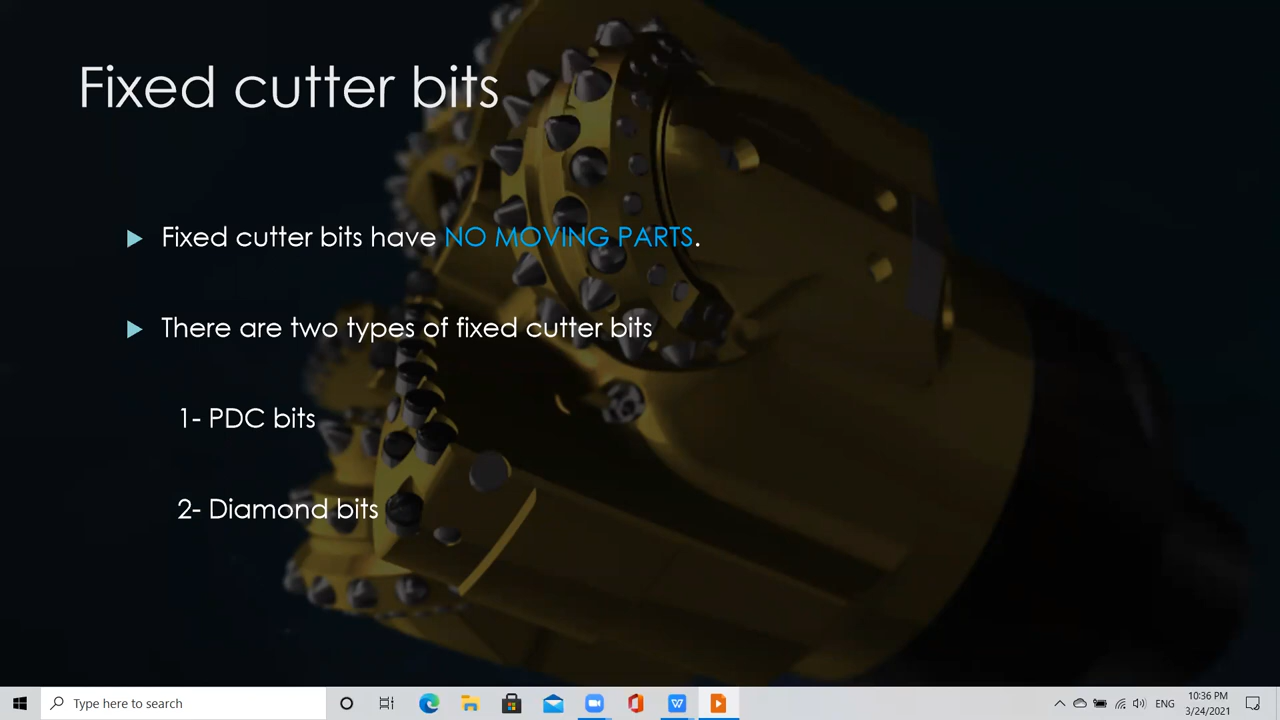 Fixed cutter bits
Fixed cutter bits have NO MOVING PARTS.
There are two types of fixed cutter bits
1- PDC bits
2- Diamond bits
Type here to search
ENG
10:36 PM
3/24/2021